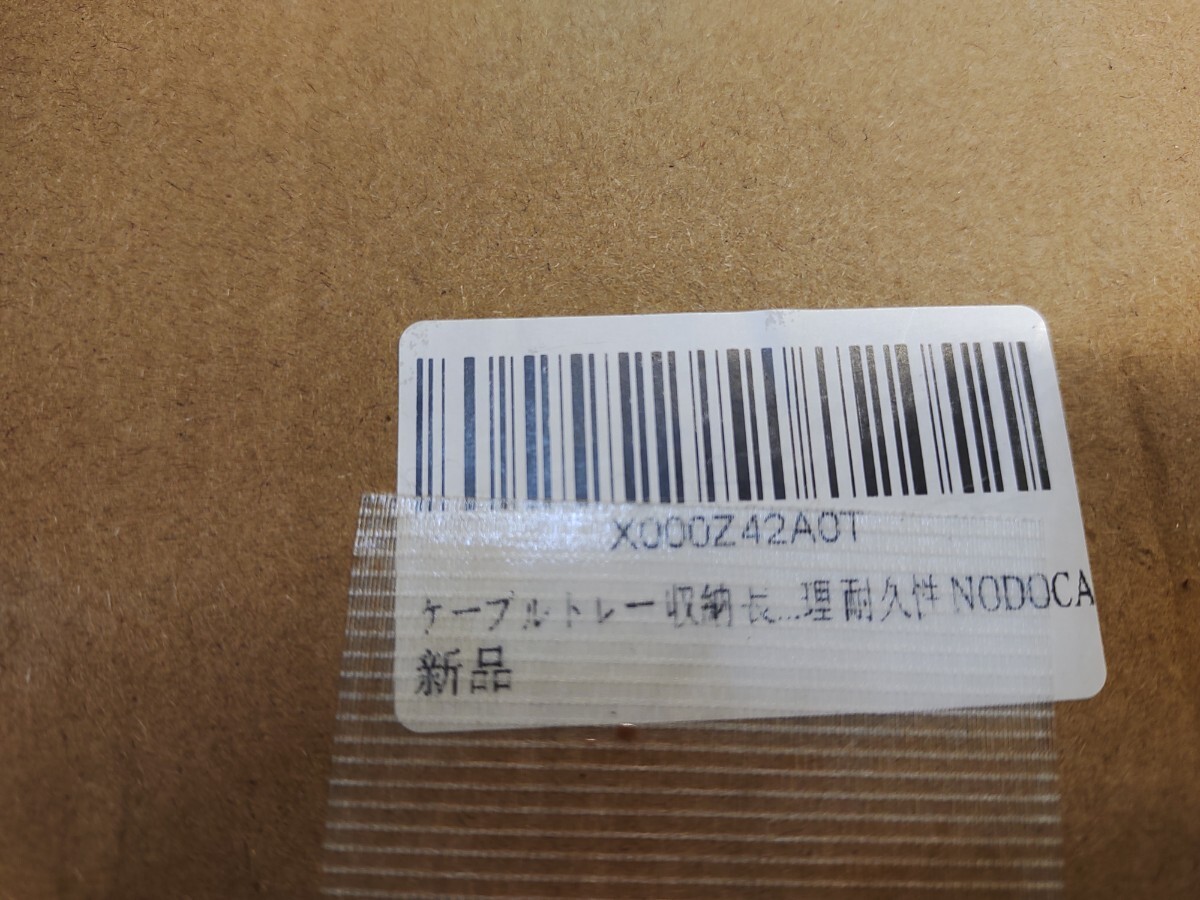 X000Z42A0T
ケーブルトレー 収納 長...理 耐久性 NODOCA
新品